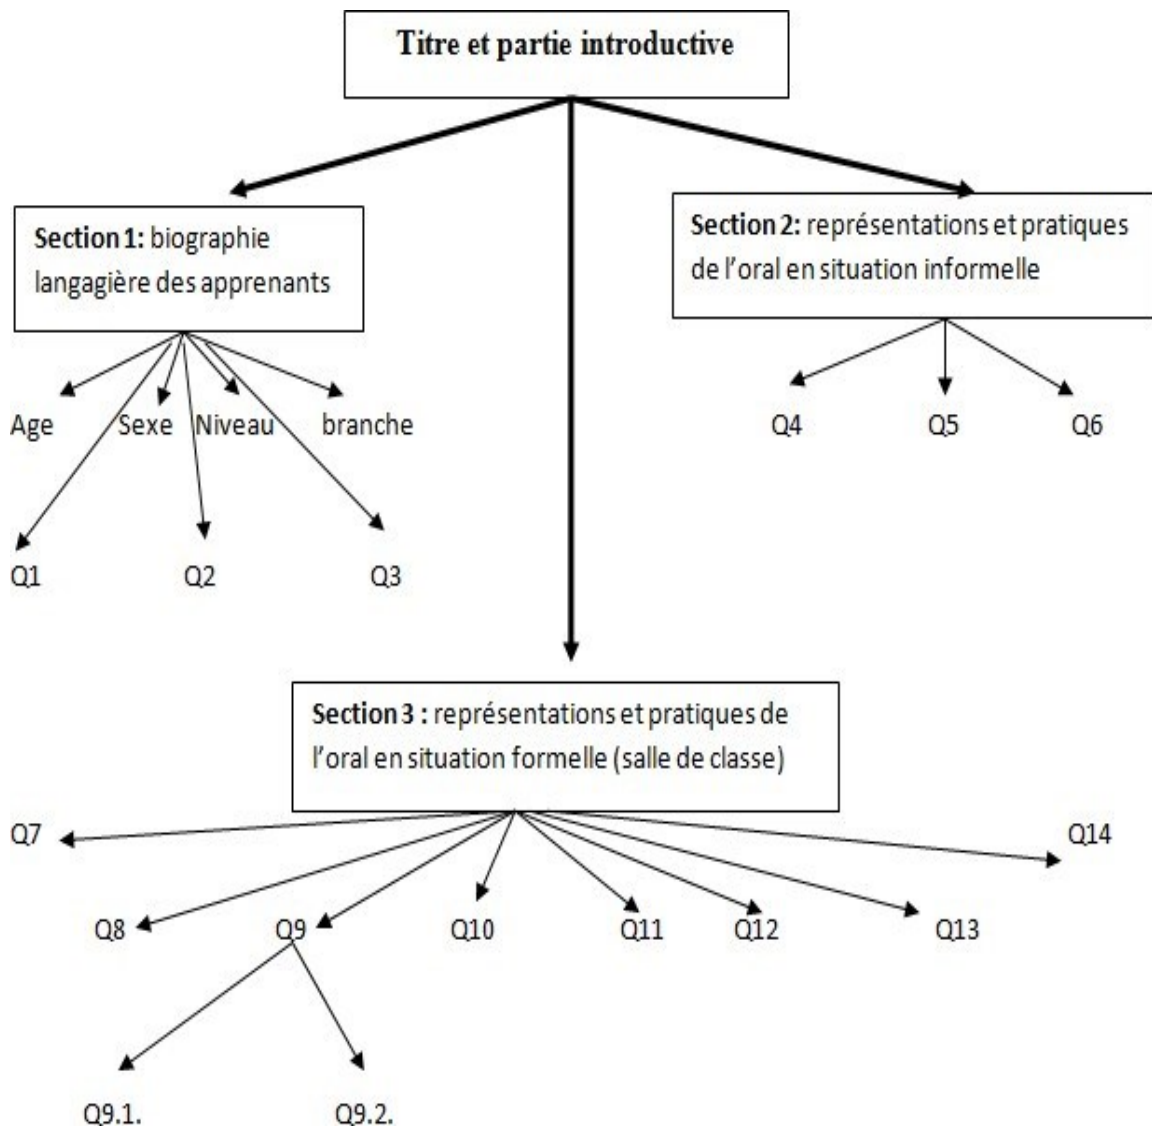 Titre et partie introductive
Section 1: biographie
langagière des apprenants
Section 2: représentations et pratiques
de l'oral en situation informelle
Age Sexe Niveau branche
Q4 Q5 Q6
Q1 Q2 Q3
Section 3 : représentations et pratiques de
l'oral en situation formelle (salle de classe)
Q7 Q14
Q8 Q9 Q10 Q11 Q12 Q13
Q9.1. Q9.2.